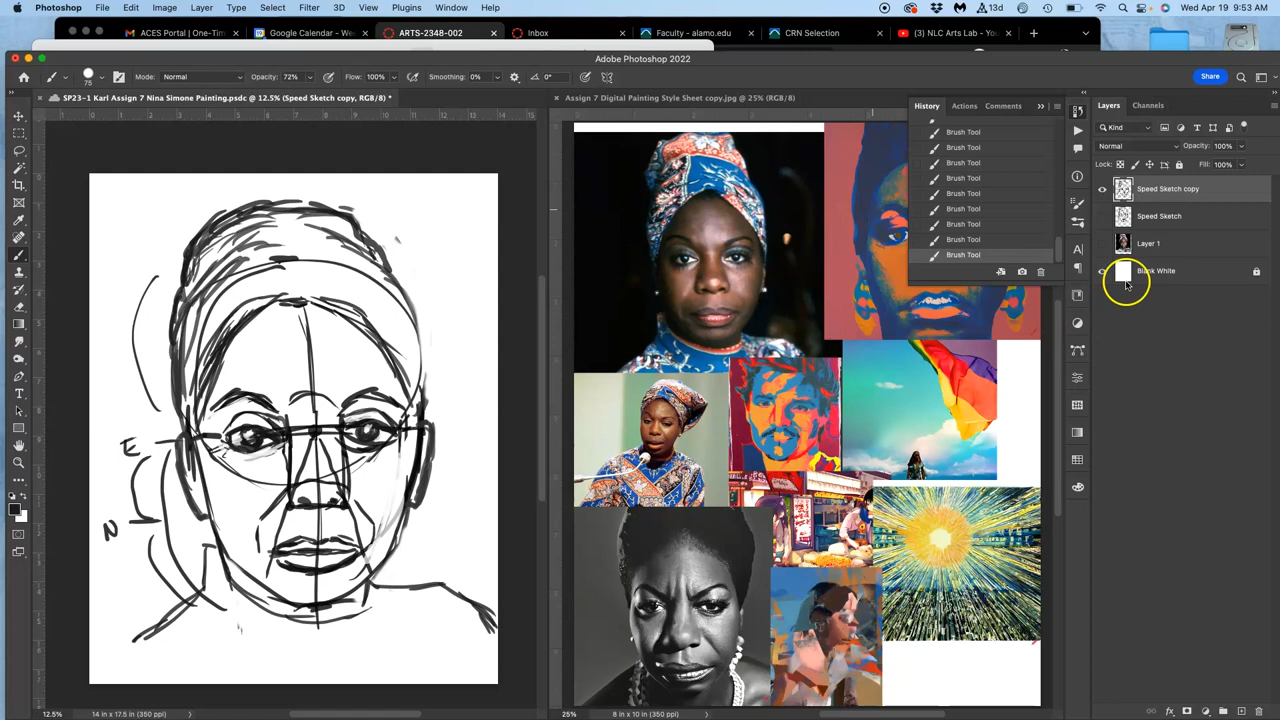 Photoshop File Edit Image Layer Type Select Filter 3D View Plugins Window Help
13d
Wed Apr 19 9:53 AM
ACES Portal | One-Tim
Google Calendar - We
ARTS-2348-002
Inbox
Faculty - alamo.edu
CRN Selection
(3) NLC Arts Lab - Yo
Adobe Photoshop 2022
75
Mode: Normal
Opacity: 72%
Flow: 100%
Smoothing: 0%
0°
Share
SP23-1 Karl Assign 7 Nina Simone Painting.psdc @ 12.5% (Speed Sketch copy, RGB/8) *
Assign 7 Digital Painting Style Sheet copy.jpg @ 25% (RGB/8)
History Actions Comments
Brush Tool
Brush Tool
Brush Tool
Brush Tool
Brush Tool
Brush Tool
Brush Tool
Brush Tool
Brush Tool
Layers Channels
Kind
Normal
Opacity: 100%
Lock:
Fill: 100%
Speed Sketch copy
Speed Sketch
Layer 1
Blank White
E
N
12.5%
14 in x 17.5 in (350 ppi)
25%
8 in x 10 in (350 ppi)